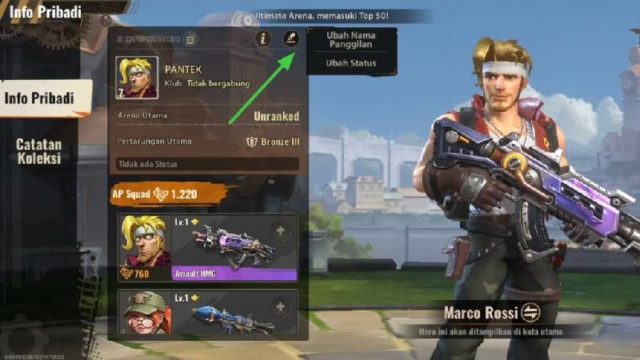 Info Pribadi
Ultimate Arena, memasuki Top 50!
Ubah Nama
Panggilan
Ubah Status
PANTEK
7
Klub. Tidak bergabung
Info Pribadi
Arena Utama
Unranked
Pertarungan Utama
Bronze III
Catatan
Koleksi
Tidak ada Status
AP Squad 1.220
Lv.1
760
Assault HMG
Lv.1
Marco Rossi
Hero ini akan ditampilkan di kota utama.